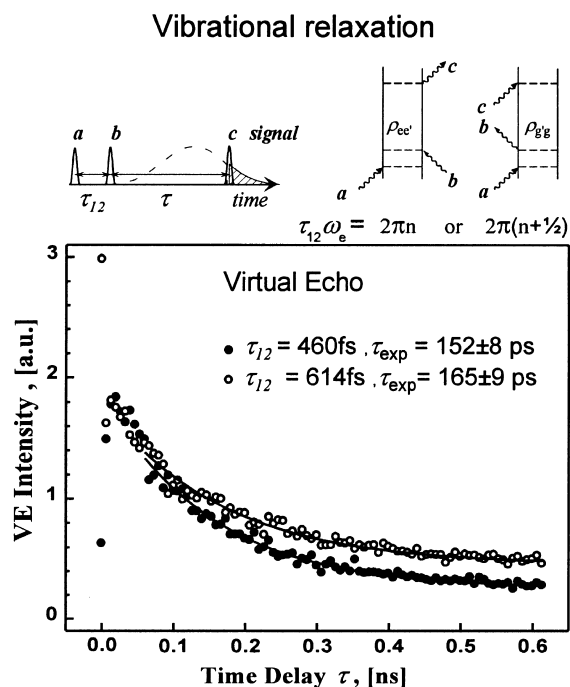 Vibrational relaxation
a b c signal
τ12 τ time
c
ρee'
a b
c
b ρg'g
a
τ12ωe = 2πn or 2π(n+½)
Virtual Echo
● τ12 = 460fs , τexp = 152±8 ps
○ τ12 = 614fs , τexp = 165±9 ps
VE Intensity , [a.u.]
3
2
1
0
0.0 0.1 0.2 0.3 0.4 0.5 0.6
Time Delay τ , [ns]